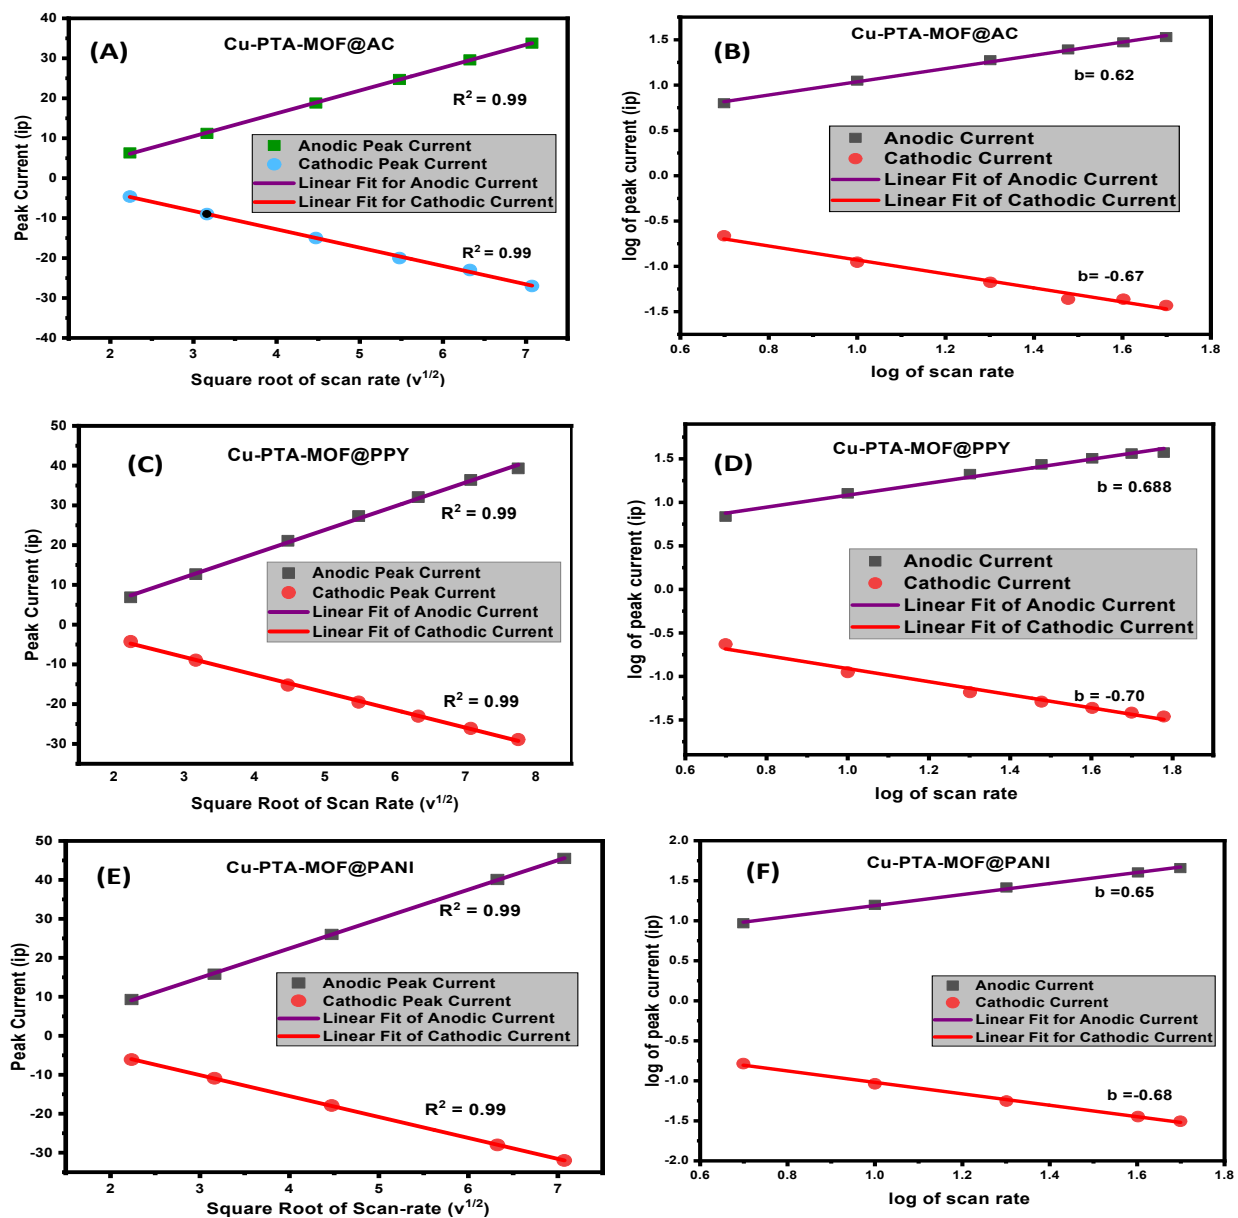 (A)
Cu-PTA-MOF@AC
Peak Current (ip)
40
30
20
10
0
-10
-20
-30
-40
R² = 0.99
Anodic Peak Current
Cathodic Peak Current
Linear Fit for Anodic Current
Linear Fit for Cathodic Current
R² = 0.99
2 3 4 5 6 7
Square root of scan rate (v^1/2)
(B)
Cu-PTA-MOF@AC
log of peak current (ip)
1.5
1.0
0.5
0.0
-0.5
-1.0
-1.5
b= 0.62
Anodic Current
Cathodic Current
Linear Fit of Anodic Current
Linear Fit of Cathodic Current
b= -0.67
0.6 0.8 1.0 1.2 1.4 1.6 1.8
log of scan rate
(C)
Cu-PTA-MOF@PPY
Peak Current (ip)
50
40
30
20
10
0
-10
-20
-30
R² = 0.99
Anodic Peak Current
Cathodic Peak Current
Linear Fit of Anodic Current
Linear Fit of Cathodic Current
R² = 0.99
2 3 4 5 6 7 8
Square Root of Scan Rate (v^1/2)
(D)
Cu-PTA-MOF@PPY
log of peak current (ip)
1.5
1.0
0.5
0.0
-0.5
-1.0
-1.5
b = 0.688
Anodic Current
Cathodic Current
Linear Fit of Anodic Current
Linear Fit of Cathodic Current
b = -0.70
0.6 0.8 1.0 1.2 1.4 1.6 1.8
log of scan rate
(E)
Cu-PTA-MOF@PANI
Peak Current (ip)
50
40
30
20
10
0
-10
-20
-30
R² = 0.99
Anodic Peak Current
Cathodic Peak Current
Linear Fit of Anodic Current
Linear Fit of Cathodic Current
R² = 0.99
2 3 4 5 6 7
Square Root of Scan-rate (v^1/2)
(F)
Cu-PTA-MOF@PANI
log of peak current (ip)
2.0
1.5
1.0
0.5
0.0
-0.5
-1.0
-1.5
-2.0
b =0.65
Anodic Current
Cathodic Current
Linear Fit for Anodic Current
Linear Fit for Cathodic Current
b =-0.68
0.6 0.8 1.0 1.2 1.4 1.6 1.8
log of scan rate